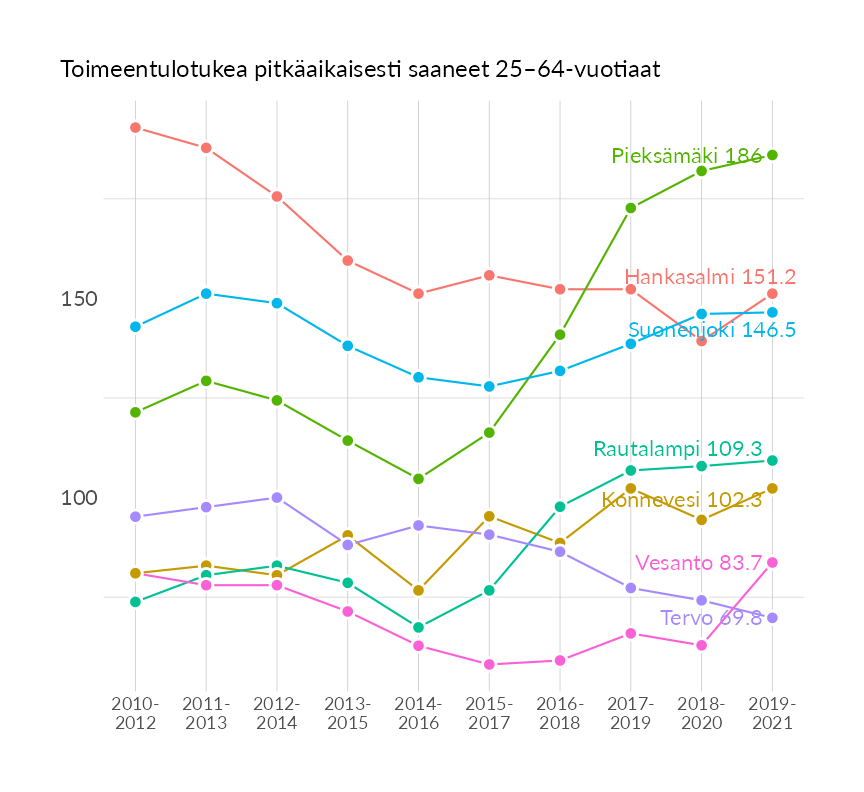 Toimeentulotukea pitkäaikaisesti saaneet 25–64-vuotiaat
Pieksämäki 186
Hankasalmi 151.2
150
Suonenjoki 146.5
Rautalampi 109.3
100
Konnevesi 102.3
Vesanto 83.7
Tervo 69.8
2010- 2011- 2012- 2013- 2014- 2015- 2016- 2017- 2018- 2019-
2012 2013 2014 2015 2016 2017 2018 2019 2020 2021